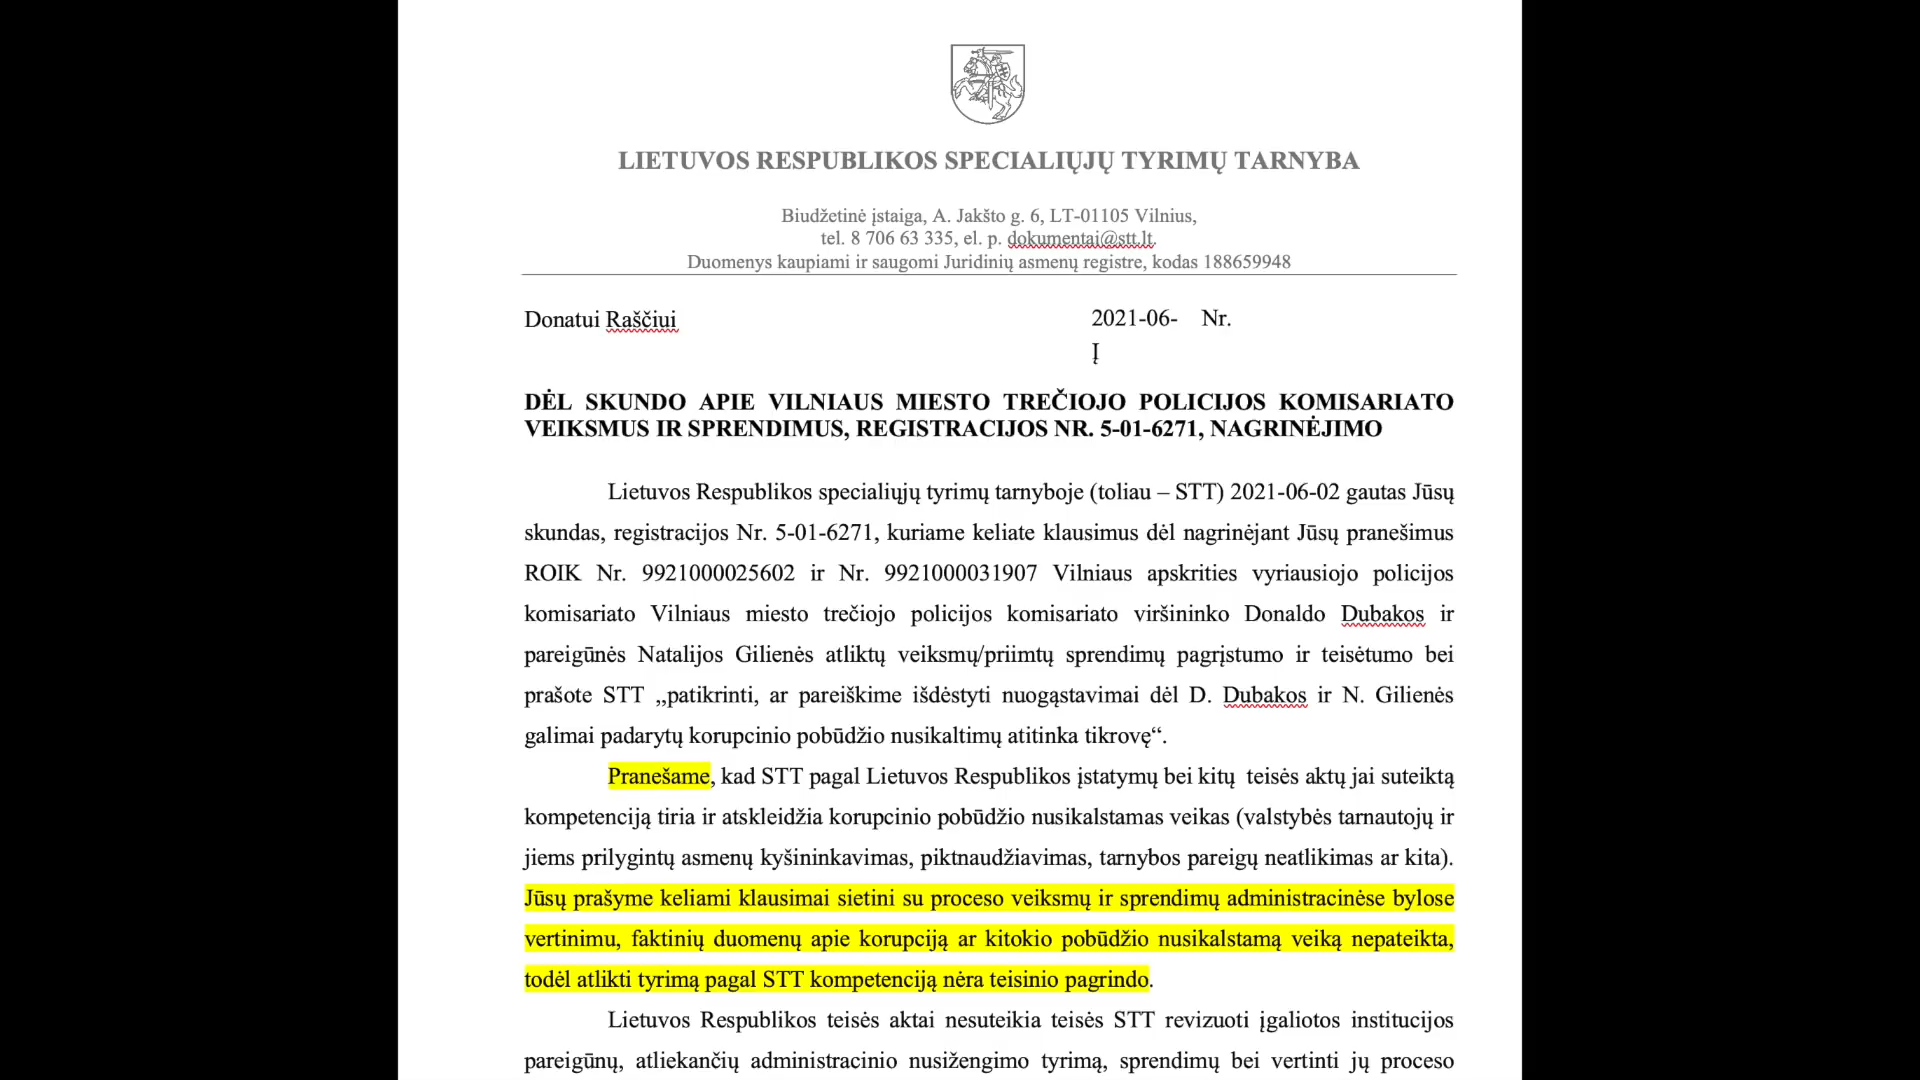 LIETUVOS RESPUBLIKOS SPECIALIŲJŲ TYRIMŲ TARNYBA
Biudžetinė įstaiga, A. Jakšto g. 6, LT-01105 Vilnius,
tel. 8 706 63 335, el. p. dokumentai@stt.lt.
Duomenys kaupiami ir saugomi Juridinių asmenų registre, kodas 188659948
Donatui Raščiui 2021-06- Nr.
Į
DĖL SKUNDO APIE VILNIAUS MIESTO TREČIOJO POLICIJOS KOMISARIATO
VEIKSMUS IR SPRENDIMUS, REGISTRACIJOS NR. 5-01-6271, NAGRINĖJIMO
Lietuvos Respublikos specialiųjų tyrimų tarnyboje (toliau – STT) 2021-06-02 gautas Jūsų
skundas, registracijos Nr. 5-01-6271, kuriame keliate klausimus dėl nagrinėjant Jūsų pranešimus
ROIK Nr. 9921000025602 ir Nr. 9921000031907 Vilniaus apskrities vyriausiojo policijos
komisariato Vilniaus miesto trečiojo policijos komisariato viršininko Donaldo Dubakos ir
pareigūnės Natalijos Gilienės atliktų veiksmų/priimtų sprendimų pagrįstumo ir teisėtumo bei
prašote STT „patikrinti, ar pareiškime išdėstyti nuogąstavimai dėl D. Dubakos ir N. Gilienės
galimai padarytų korupcinio pobūdžio nusikaltimų atitinka tikrovę“.
Pranešame, kad STT pagal Lietuvos Respublikos įstatymų bei kitų teisės aktų jai suteiktą
kompetenciją tiria ir atskleidžia korupcinio pobūdžio nusikalstamas veikas (valstybės tarnautojų ir
jiems prilygintų asmenų kyšininkavimas, piktnaudžiavimas, tarnybos pareigų neatlikimas ar kita).
Jūsų prašyme keliami klausimai sietini su proceso veiksmų ir sprendimų administracinėse bylose
vertinimu, faktinių duomenų apie korupciją ar kitokio pobūdžio nusikalstamą veiką nepateikta,
todėl atlikti tyrimą pagal STT kompetenciją nėra teisinio pagrindo.
Lietuvos Respublikos teisės aktai nesuteikia teisės STT revizuoti įgaliotos institucijos
pareigūnų, atliekančių administracinio nusižengimo tyrimą, sprendimų bei vertinti jų proceso